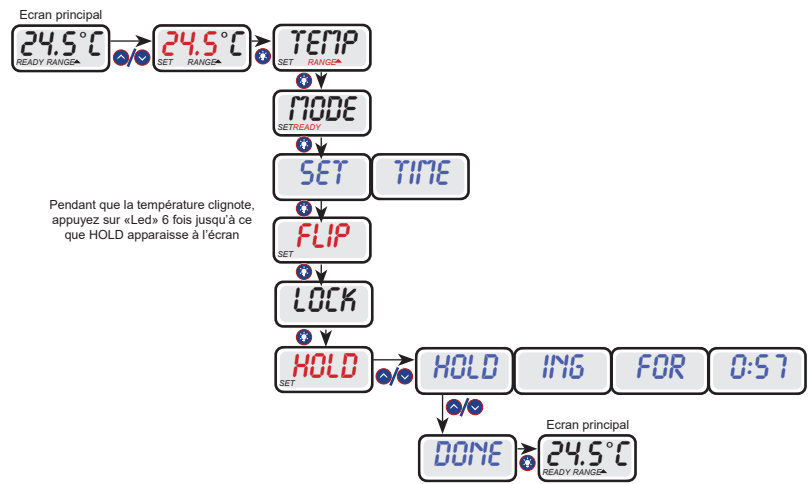 Ecran principal
24.5°C
READY RANGE
24.5°C
SET RANGE
TEMP
SET RANGE
MODE
SETREADY
SET TIME
Pendant que la température clignote,
appuyez sur «Led» 6 fois jusqu'à ce
que HOLD apparaisse à l'écran
FLIP
SET
LOCK
HOLD
SET
HOLD ING FOR 0:57
Ecran principal
DONE
24.5°C
READY RANGE